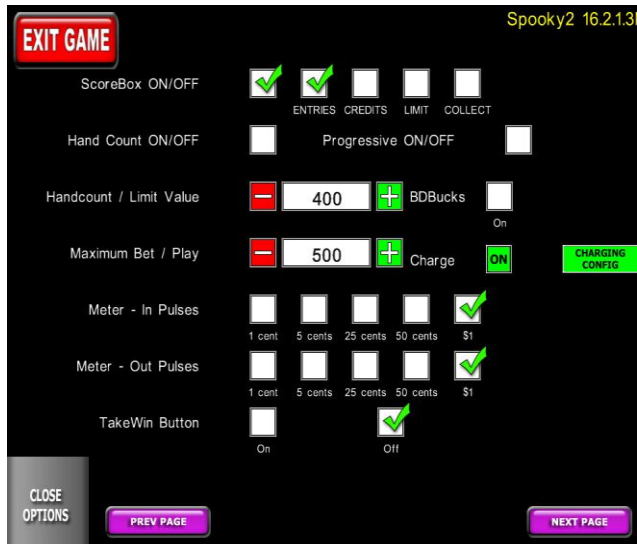 Spooky2 16.2.1.3
EXIT GAME
ScoreBox ON/OFF
ENTRIES CREDITS LIMIT COLLECT
Hand Count ON/OFF Progressive ON/OFF
Handcount / Limit Value 400 BDBucks
On
Maximum Bet / Play 500 Charge ON CHARGING
CONFIG
Meter - In Pulses
1 cent 5 cents 25 cents 50 cents $1
Meter - Out Pulses
1 cent 5 cents 25 cents 50 cents $1
TakeWin Button
On Off
CLOSE
OPTIONS
PREV PAGE NEXT PAGE